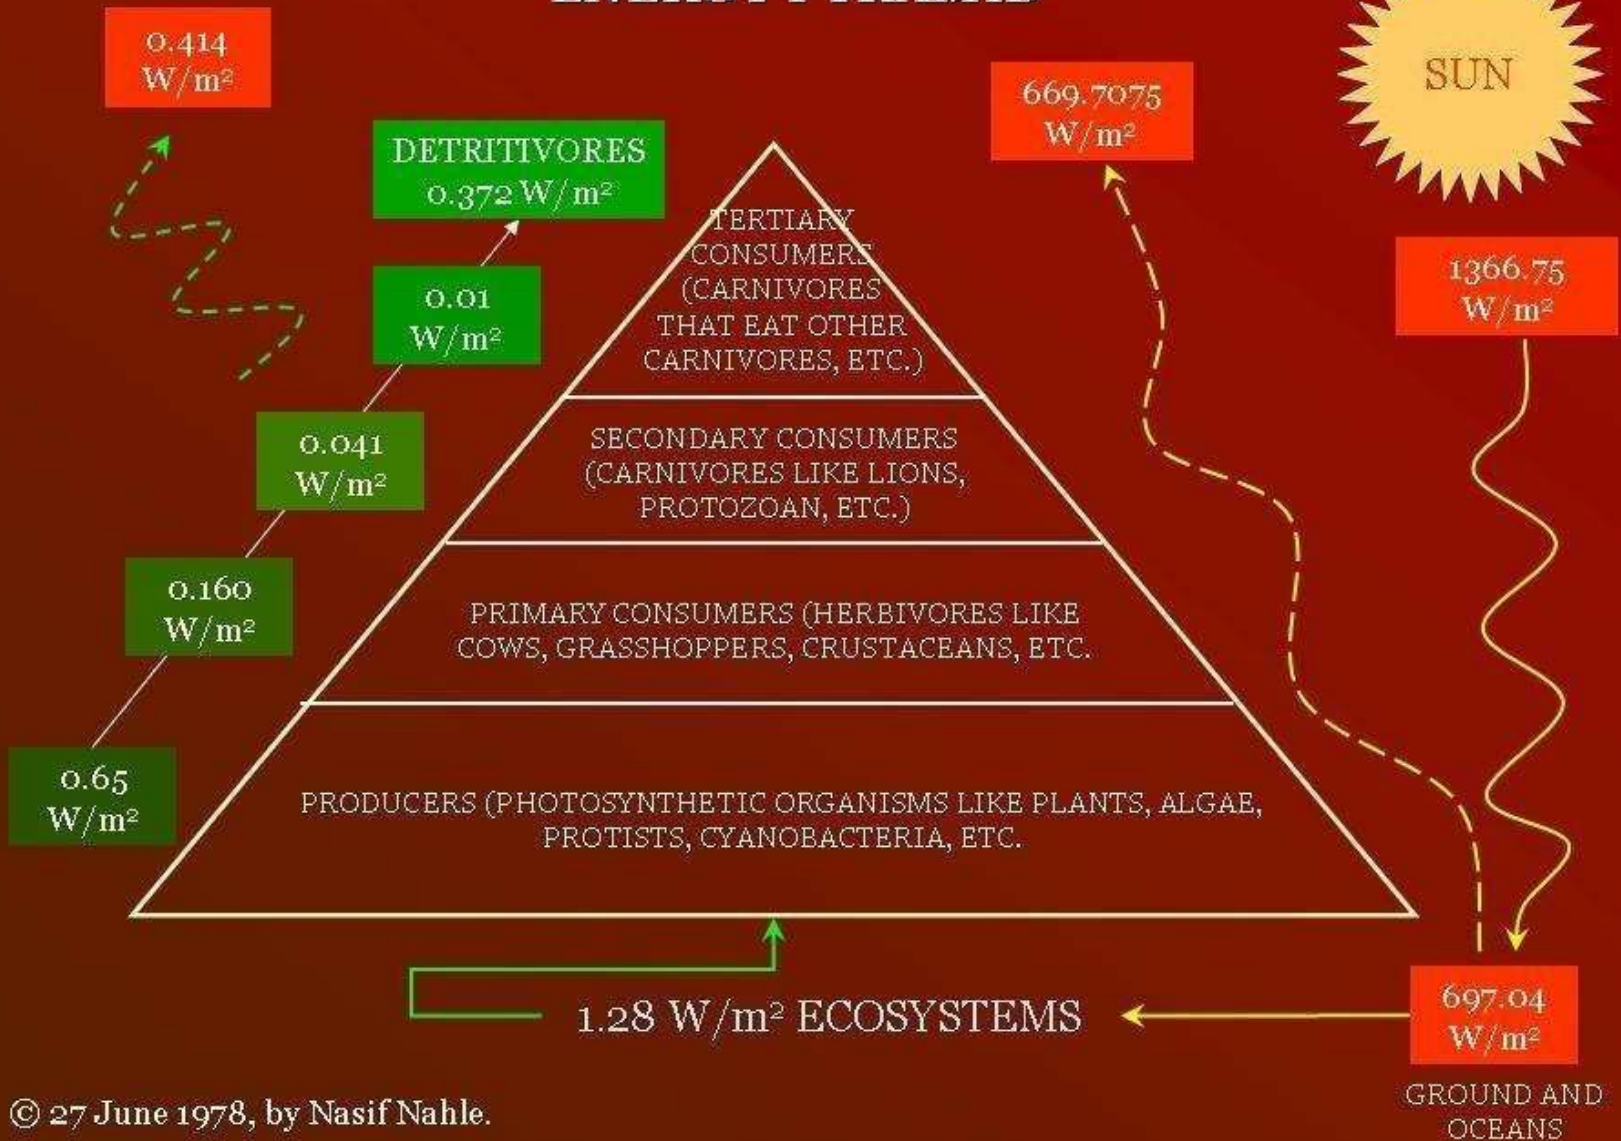 ENERGY PYRAMID
SUN
0.414
W/m²
669.7075
W/m²
DETRITIVORES
0.372 W/m²
1366.75
W/m²
0.01
W/m²
0.041
W/m²
0.160
W/m²
0.65
W/m²
TERTIARY
CONSUMERS
(CARNIVORES
THAT EAT OTHER
CARNIVORES, ETC.)
SECONDARY CONSUMERS
(CARNIVORES LIKE LIONS,
PROTOZOAN, ETC.)
PRIMARY CONSUMERS (HERBIVORES LIKE
COWS, GRASSHOPPERS, CRUSTACEANS, ETC.
PRODUCERS (PHOTOSYNTHETIC ORGANISMS LIKE PLANTS, ALGAE,
PROTISTS, CYANOBACTERIA, ETC.
1.28 W/m² ECOSYSTEMS
697.04
W/m²
GROUND AND
OCEANS
© 27 June 1978, by Nasif Nahle.